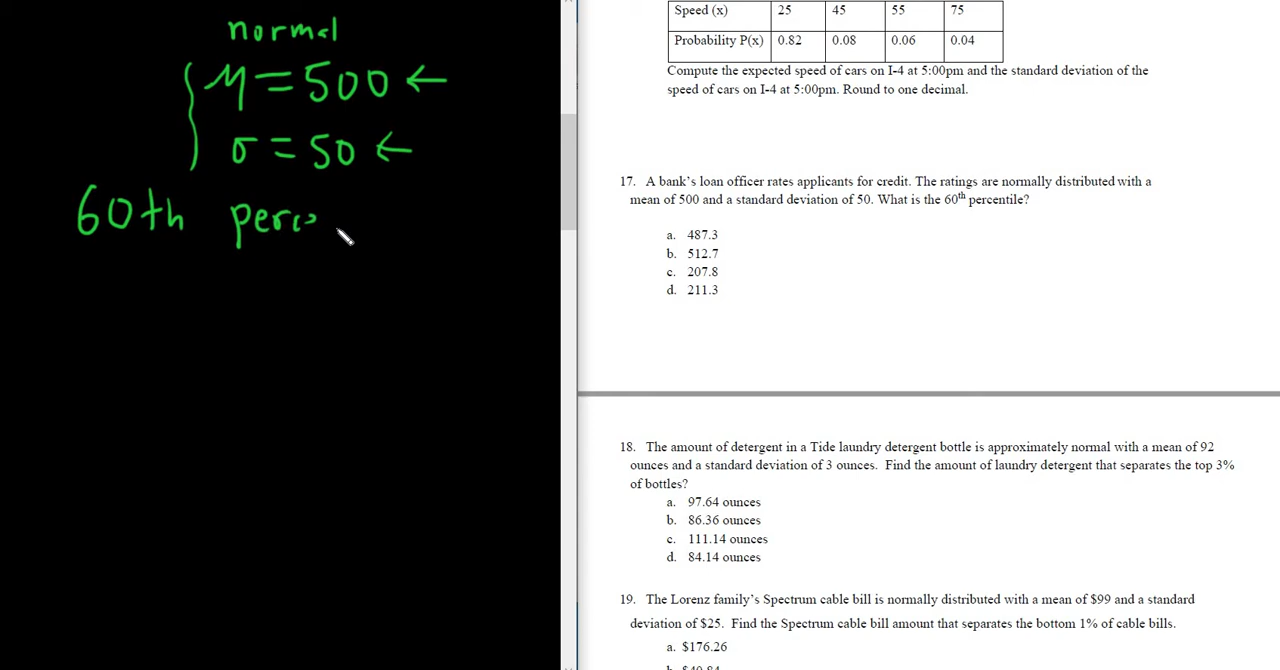 normal
μ = 500 ←
σ = 50 ←
60th perc
Speed (x) 25 45 55 75
Probability P(x) 0.82 0.08 0.06 0.04
Compute the expected speed of cars on I-4 at 5:00pm and the standard deviation of the
speed of cars on I-4 at 5:00pm. Round to one decimal.
17. A bank’s loan officer rates applicants for credit. The ratings are normally distributed with a
mean of 500 and a standard deviation of 50. What is the 60th percentile?
a. 487.3
b. 512.7
c. 207.8
d. 211.3
18. The amount of detergent in a Tide laundry detergent bottle is approximately normal with a mean of 92
ounces and a standard deviation of 3 ounces. Find the amount of laundry detergent that separates the top 3%
of bottles?
a. 97.64 ounces
b. 86.36 ounces
c. 111.14 ounces
d. 84.14 ounces
19. The Lorenz family’s Spectrum cable bill is normally distributed with a mean of $99 and a standard
deviation of $25. Find the Spectrum cable bill amount that separates the bottom 1% of cable bills.
a. $176.26